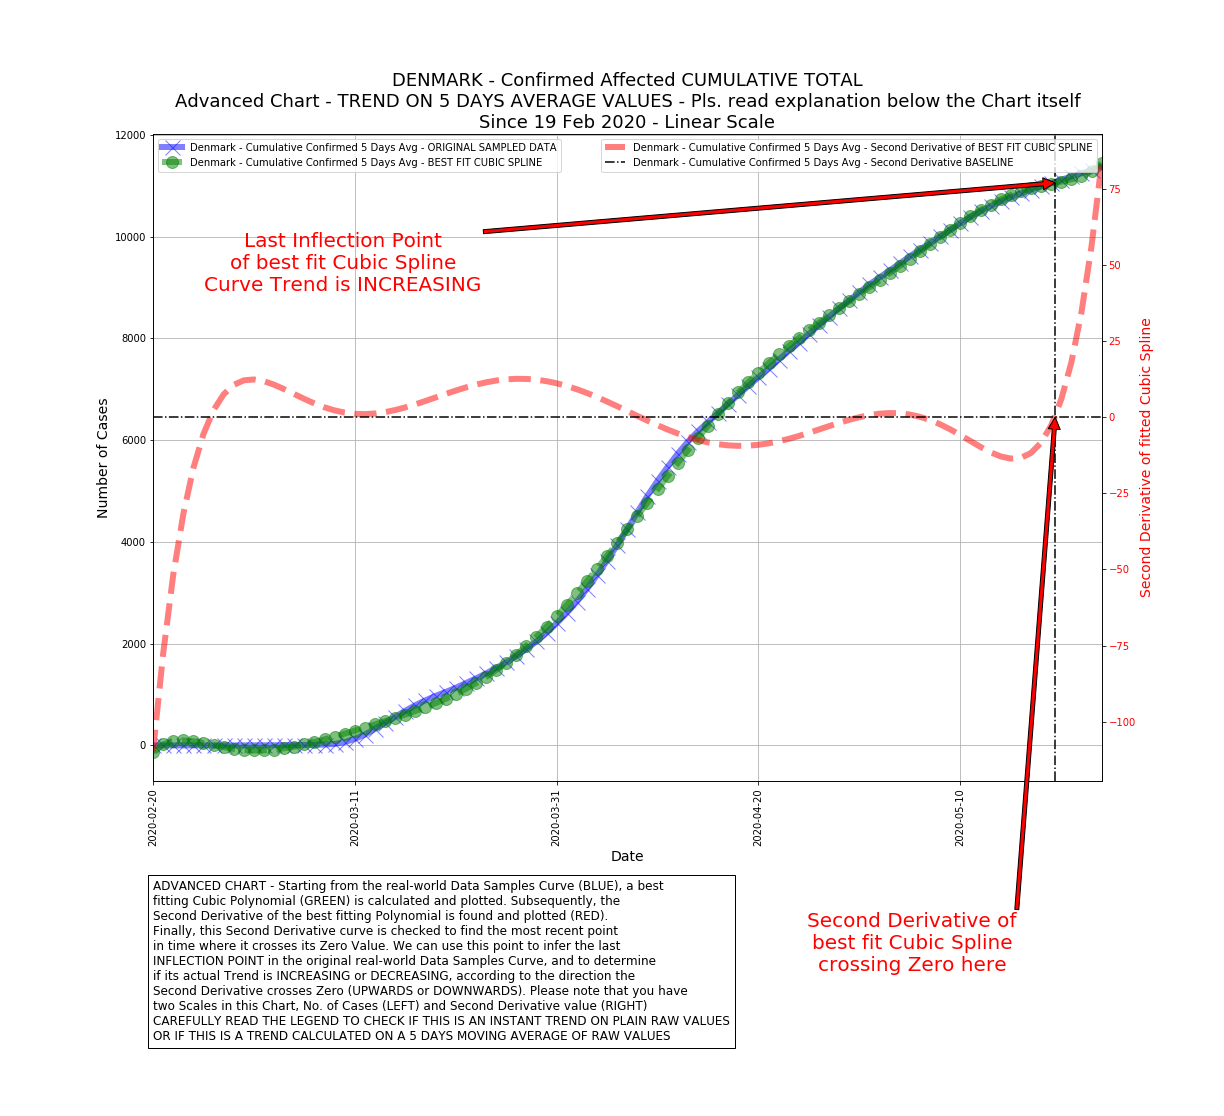 DENMARK - Confirmed Affected CUMULATIVE TOTAL
Advanced Chart - TREND ON 5 DAYS AVERAGE VALUES - Pls. read explanation below the Chart itself
Since 19 Feb 2020 - Linear Scale
Denmark - Cumulative Confirmed 5 Days Avg - ORIGINAL SAMPLED DATA
Denmark - Cumulative Confirmed 5 Days Avg - BEST FIT CUBIC SPLINE
Denmark - Cumulative Confirmed 5 Days Avg - Second Derivative of BEST FIT CUBIC SPLINE
Denmark - Cumulative Confirmed 5 Days Avg - Second Derivative BASELINE
Last Inflection Point
of best fit Cubic Spline
Curve Trend is INCREASING
Number of Cases
12000
10000
8000
6000
4000
2000
0
75
50
25
0
−25
−50
−75
−100
Second Derivative of fitted Cubic Spline
2020-02-20
2020-03-11
2020-03-31
2020-04-20
2020-05-10
Date
ADVANCED CHART - Starting from the real-world Data Samples Curve (BLUE), a best
fitting Cubic Polynomial (GREEN) is calculated and plotted. Subsequently, the
Second Derivative of the best fitting Polynomial is found and plotted (RED).
Finally, this Second Derivative curve is checked to find the most recent point
in time where it crosses its Zero Value. We can use this point to infer the last
INFLECTION POINT in the original real-world Data Samples Curve, and to determine
if its actual Trend is INCREASING or DECREASING, according to the direction the
Second Derivative crosses Zero (UPWARDS or DOWNWARDS). Please note that you have
two Scales in this Chart, No. of Cases (LEFT) and Second Derivative value (RIGHT)
CAREFULLY READ THE LEGEND TO CHECK IF THIS IS AN INSTANT TREND ON PLAIN RAW VALUES
OR IF THIS IS A TREND CALCULATED ON A 5 DAYS MOVING AVERAGE OF RAW VALUES
Second Derivative of
best fit Cubic Spline
crossing Zero here